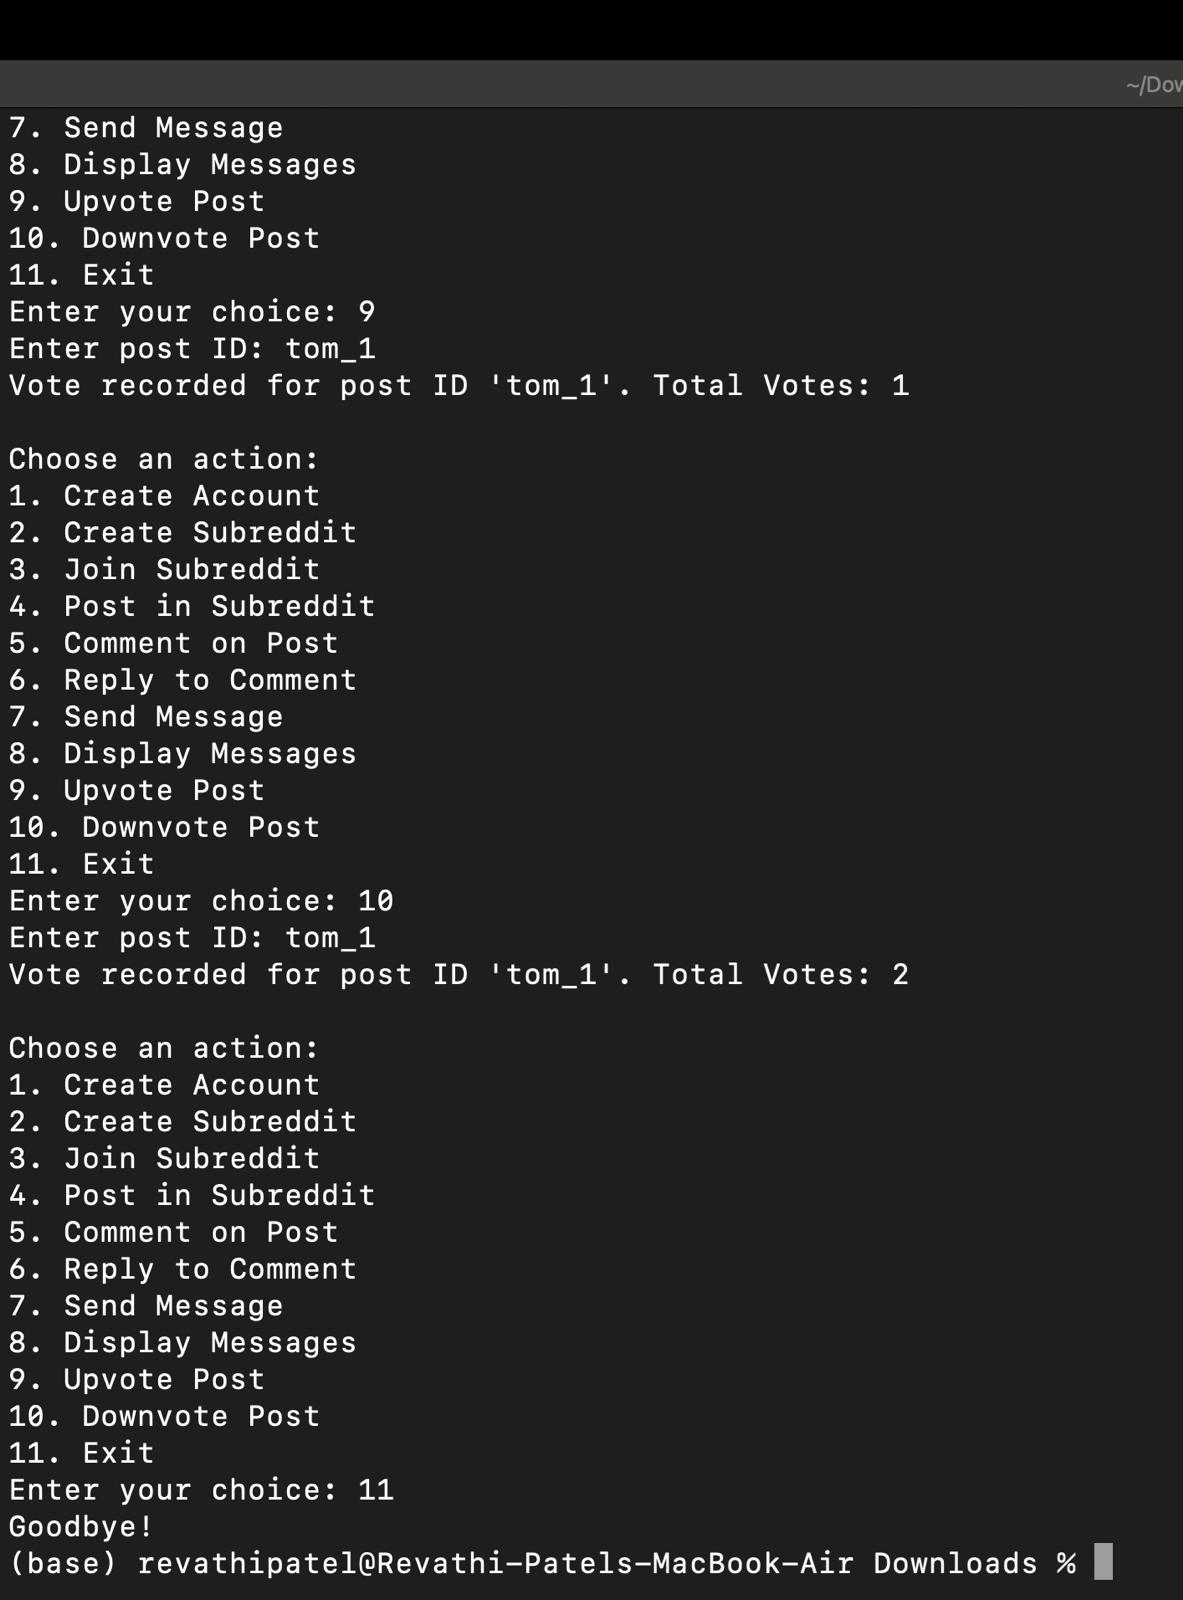 ~/Dow
7. Send Message
8. Display Messages
9. Upvote Post
10. Downvote Post
11. Exit
Enter your choice: 9
Enter post ID: tom_1
Vote recorded for post ID 'tom_1'. Total Votes: 1
Choose an action:
1. Create Account
2. Create Subreddit
3. Join Subreddit
4. Post in Subreddit
5. Comment on Post
6. Reply to Comment
7. Send Message
8. Display Messages
9. Upvote Post
10. Downvote Post
11. Exit
Enter your choice: 10
Enter post ID: tom_1
Vote recorded for post ID 'tom_1'. Total Votes: 2
Choose an action:
1. Create Account
2. Create Subreddit
3. Join Subreddit
4. Post in Subreddit
5. Comment on Post
6. Reply to Comment
7. Send Message
8. Display Messages
9. Upvote Post
10. Downvote Post
11. Exit
Enter your choice: 11
Goodbye!
(base) revathipatel@Revathi-Patels-MacBook-Air Downloads %